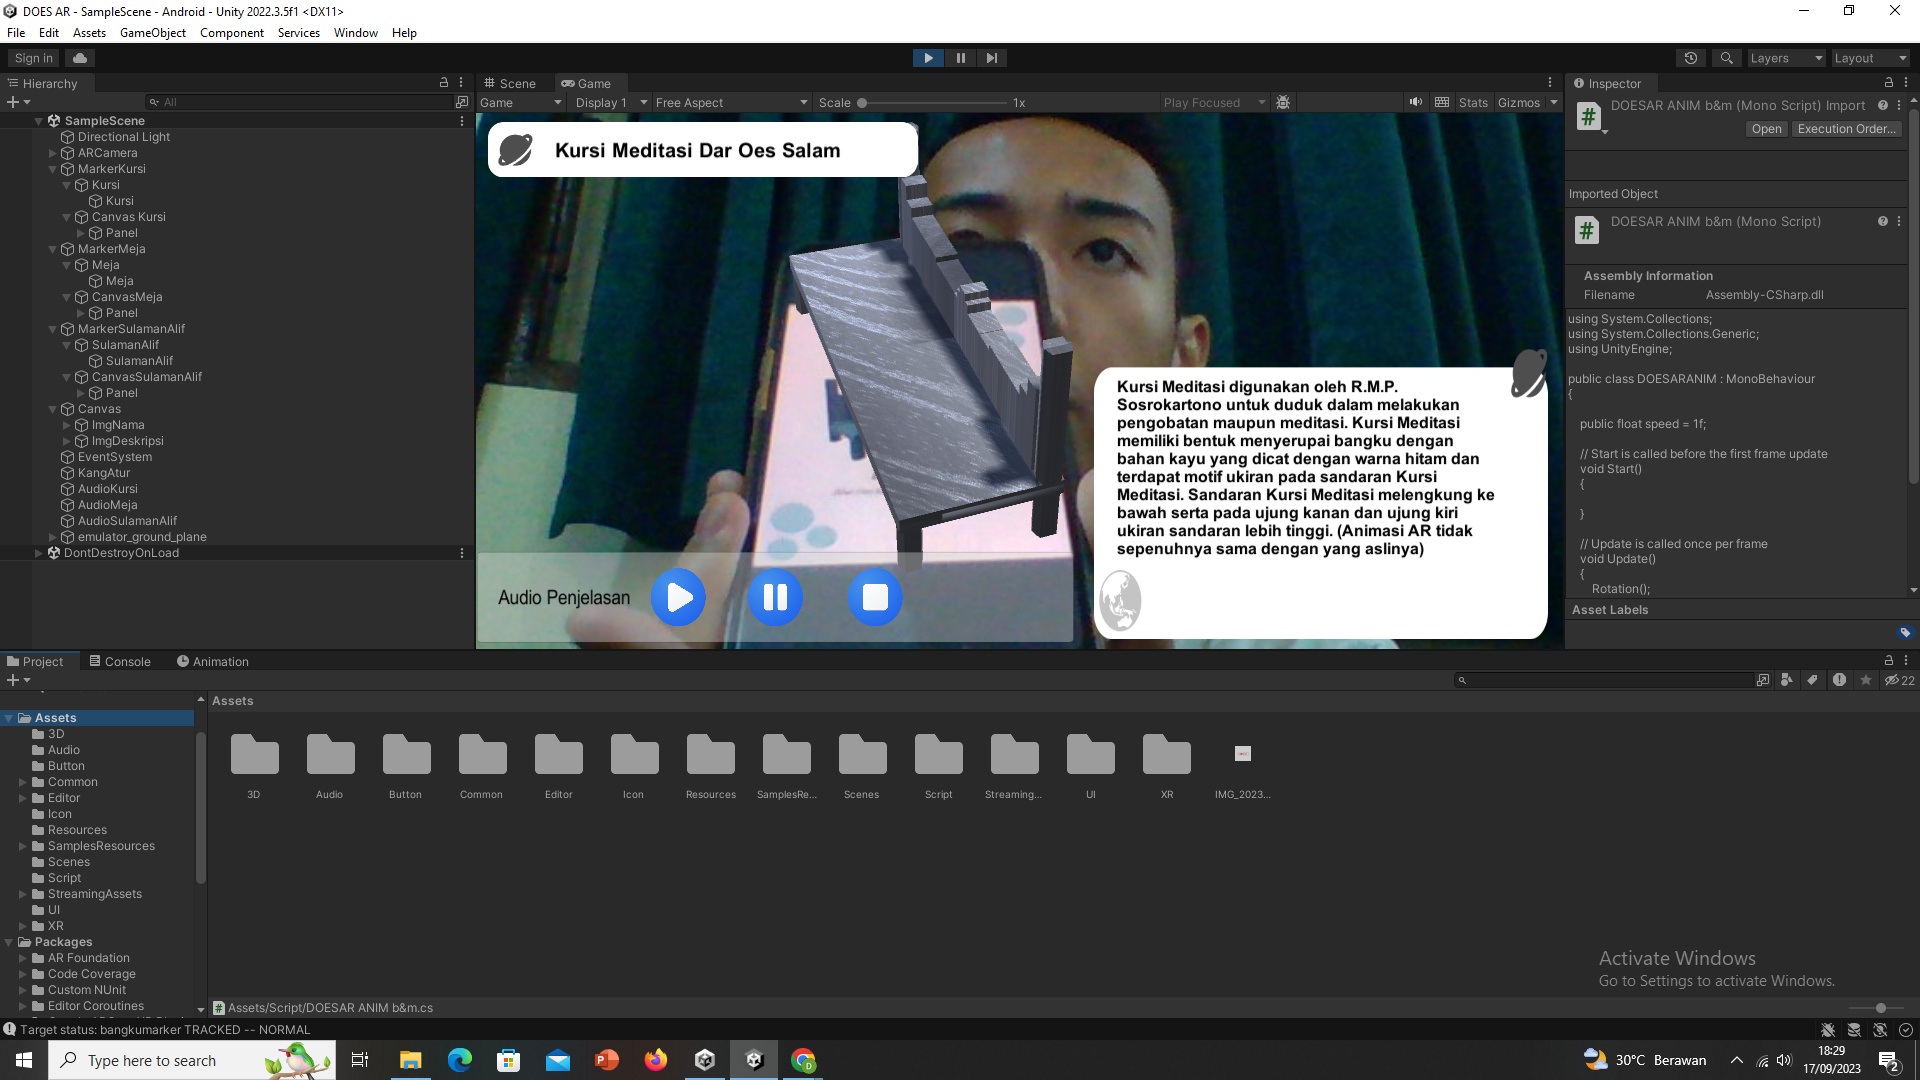 DOES AR - SampleScene - Android - Unity 2022.3.5f1 <DX11>
File Edit Assets GameObject Component Services Window Help
Sign in
Layers
Layout
Hierarchy
All
SampleScene
Directional Light
ARCamera
MarkerKursi
Kursi
Kursi
Canvas Kursi
Panel
MarkerMeja
Meja
Meja
CanvasMeja
Panel
MarkerSulamanAlif
SulamanAlif
SulamanAlif
CanvasSulamanAlif
Panel
Canvas
ImgNama
ImgDeskripsi
EventSystem
KangAtur
AudioKursi
AudioMeja
AudioSulamanAlif
emulator_ground_plane
DontDestroyOnLoad
Scene Game
Game Display 1 Free Aspect Scale 1x Play Focused Stats Gizmos
Kursi Meditasi Dar Oes Salam
Kursi Meditasi digunakan oleh R.M.P.
Sosrokartono untuk duduk dalam melakukan
pengobatan maupun meditasi. Kursi Meditasi
memiliki bentuk menyerupai bangku dengan
bahan kayu yang dicat dengan warna hitam dan
terdapat motif ukiran pada sandaran Kursi
Meditasi. Sandaran Kursi Meditasi melengkung ke
bawah serta pada ujung kanan dan ujung kiri
ukiran sandaran lebih tinggi. (Animasi AR tidak
sepenuhnya sama dengan yang aslinya)
Audio Penjelasan
Inspector
DOESAR ANIM b&m (Mono Script) Import
Open Execution Order...
Imported Object
DOESAR ANIM b&m (Mono Script)
Assembly Information
Filename Assembly-CSharp.dll
using System.Collections;
using System.Collections.Generic;
using UnityEngine;
public class DOESARANIM : MonoBehaviour
{
public float speed = 1f;
// Start is called before the first frame update
void Start()
{
}
// Update is called once per frame
void Update()
{
Rotation();
Asset Labels
Project Console Animation
22
Assets
3D
Audio
Button
Common
Editor
Icon
Resources
SamplesResources
Scenes
Script
StreamingAssets
UI
XR
Packages
AR Foundation
Code Coverage
Custom NUnit
Editor Coroutines
Assets
3D Audio Button Common Editor Icon Resources SamplesRe... Scenes Script Streaming... UI XR IMG_2023...
Assets/Script/DOESAR ANIM b&m.cs
Activate Windows
Go to Settings to activate Windows.
Target status: bangkumarker TRACKED -- NORMAL
Type here to search
30°C Berawan
18:29
17/09/2023
2